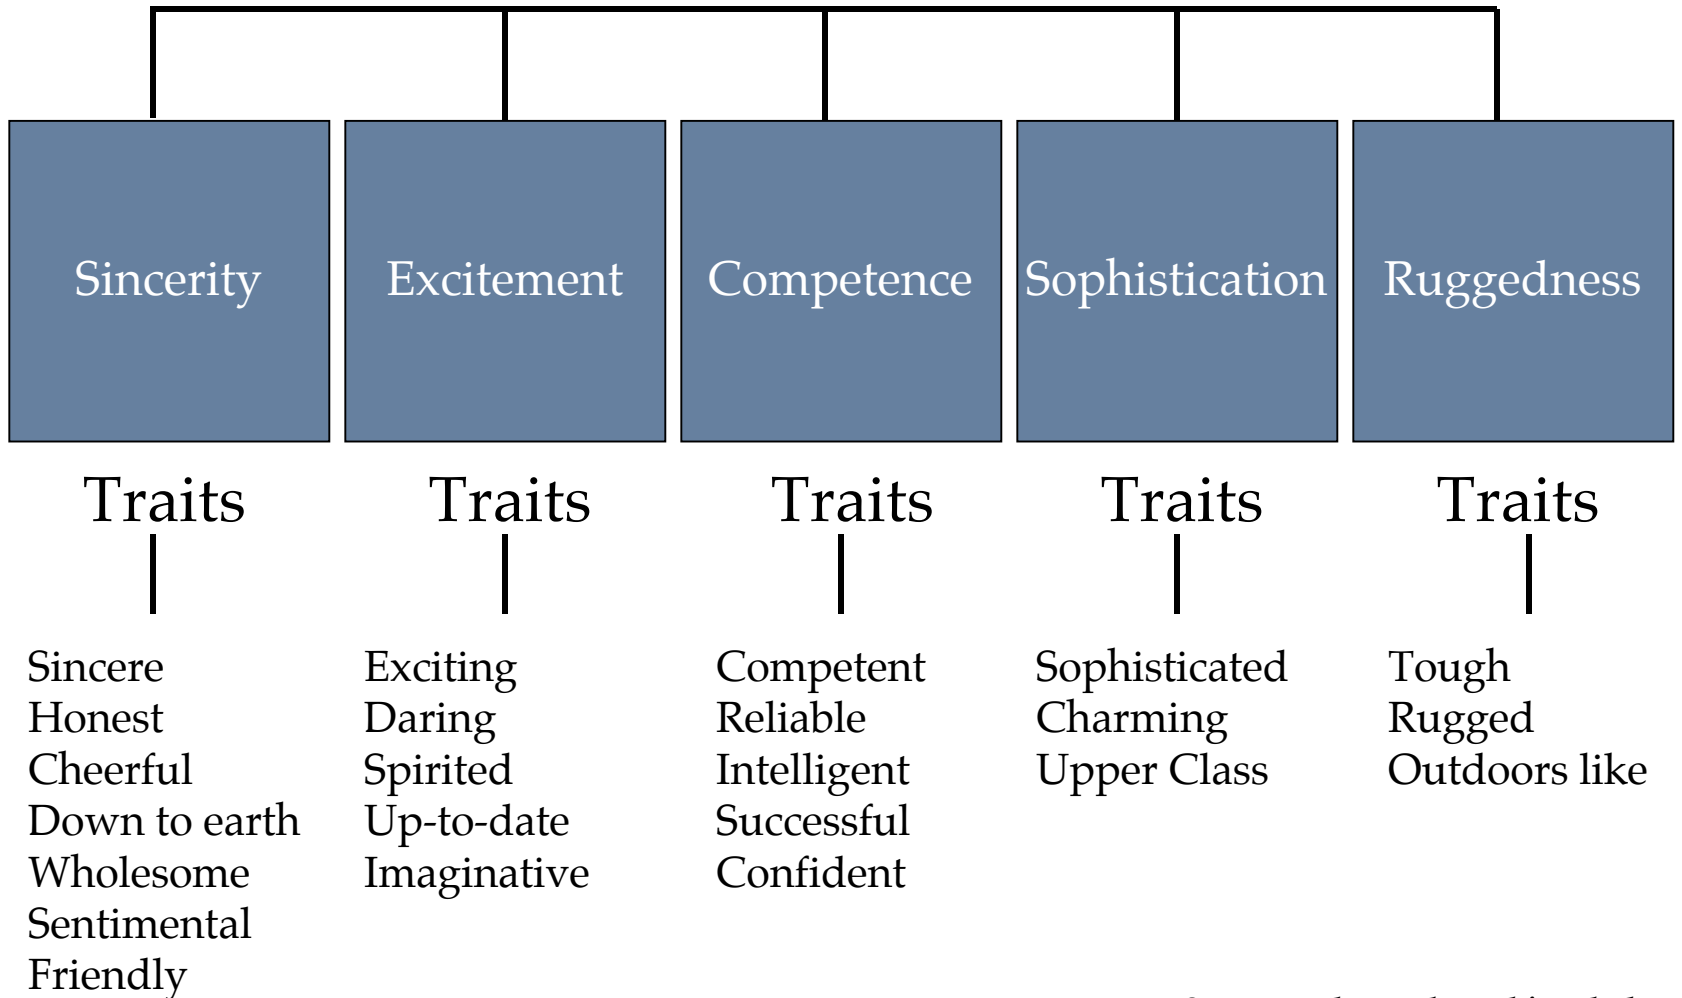 Sincerity
Excitement
Competence
Sophistication
Ruggedness
Traits
Traits
Traits
Traits
Traits
Sincere
Honest
Cheerful
Down to earth
Wholesome
Sentimental
Friendly
Exciting
Daring
Spirited
Up-to-date
Imaginative
Competent
Reliable
Intelligent
Successful
Confident
Sophisticated
Charming
Upper Class
Tough
Rugged
Outdoors like